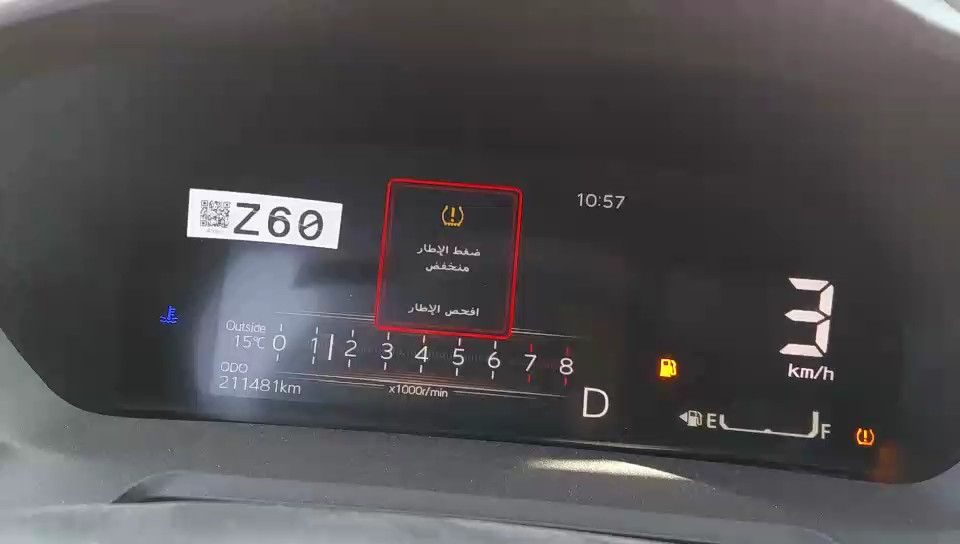 10:57
Z60
ضغط الإطار
منخفض
افحص الإطار
3
km/h
Outside
15°C
0 1 2 3 4 5 6 7 8
x1000r/min
ODO
211481km
D
E F